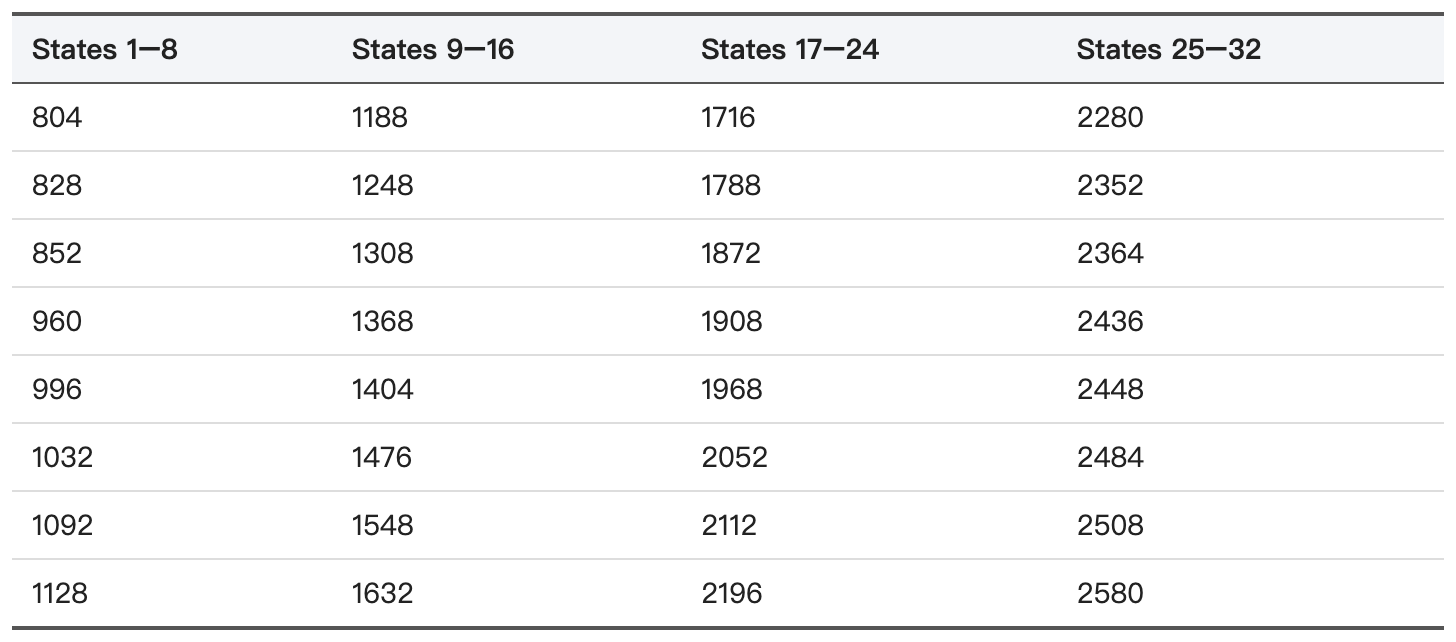 States 1—8 States 9—16 States 17—24 States 25—32
804 1188 1716 2280
828 1248 1788 2352
852 1308 1872 2364
960 1368 1908 2436
996 1404 1968 2448
1032 1476 2052 2484
1092 1548 2112 2508
1128 1632 2196 2580